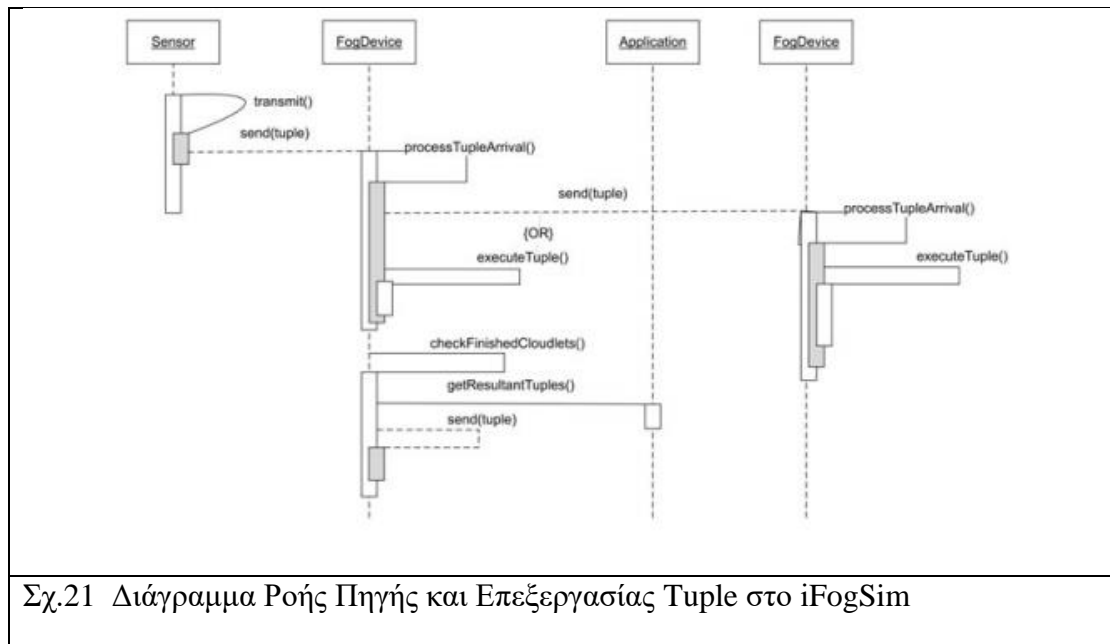 Sensor
FogDevice
Application
FogDevice
transmit()
send(tuple)
processTupleArrival()
send(tuple)
processTupleArrival()
{OR}
executeTuple()
executeTuple()
checkFinishedCloudlets()
getResultantTuples()
send(tuple)
Σχ.21 Διάγραμμα Ροής Πηγής και Επεξεργασίας Tuple στο iFogSim